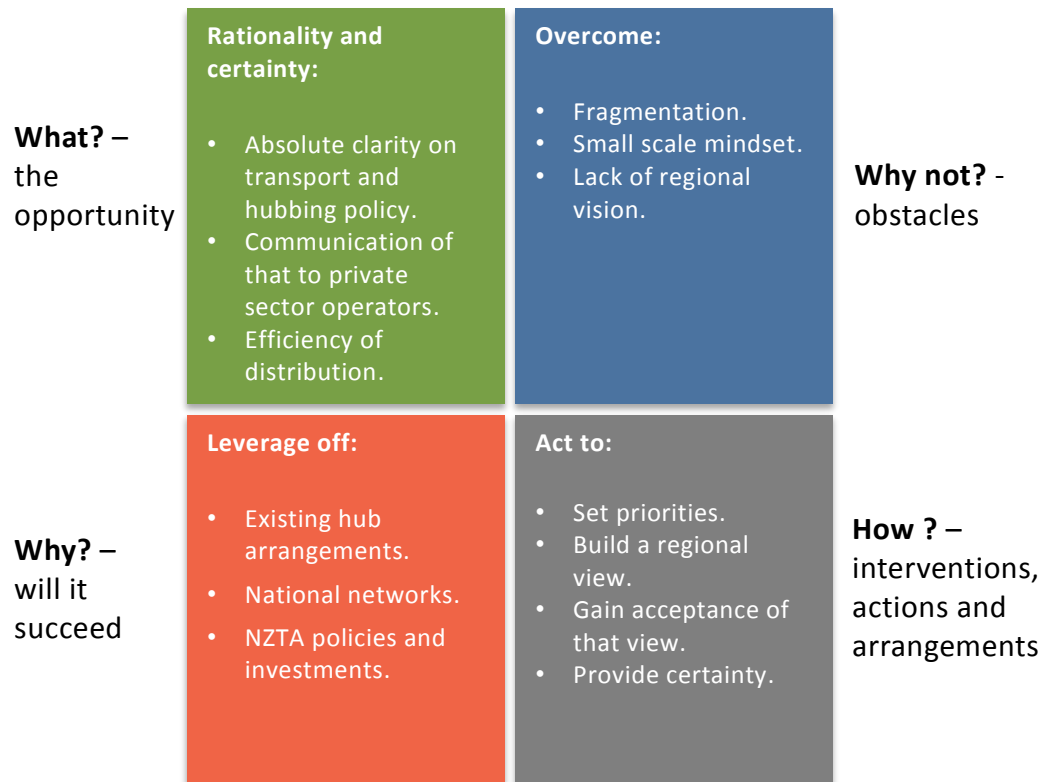 What? –
the
opportunity
Rationality and
certainty:
• Absolute clarity on
transport and
hubbing policy.
• Communication of
that to private
sector operators.
• Efficiency of
distribution.
Overcome:
• Fragmentation.
• Small scale mindset.
• Lack of regional
vision.
Why not? -
obstacles
Why? –
will it
succeed
Leverage off:
• Existing hub
arrangements.
• National networks.
• NZTA policies and
investments.
Act to:
• Set priorities.
• Build a regional
view.
• Gain acceptance of
that view.
• Provide certainty.
How ? –
interventions,
actions and
arrangements